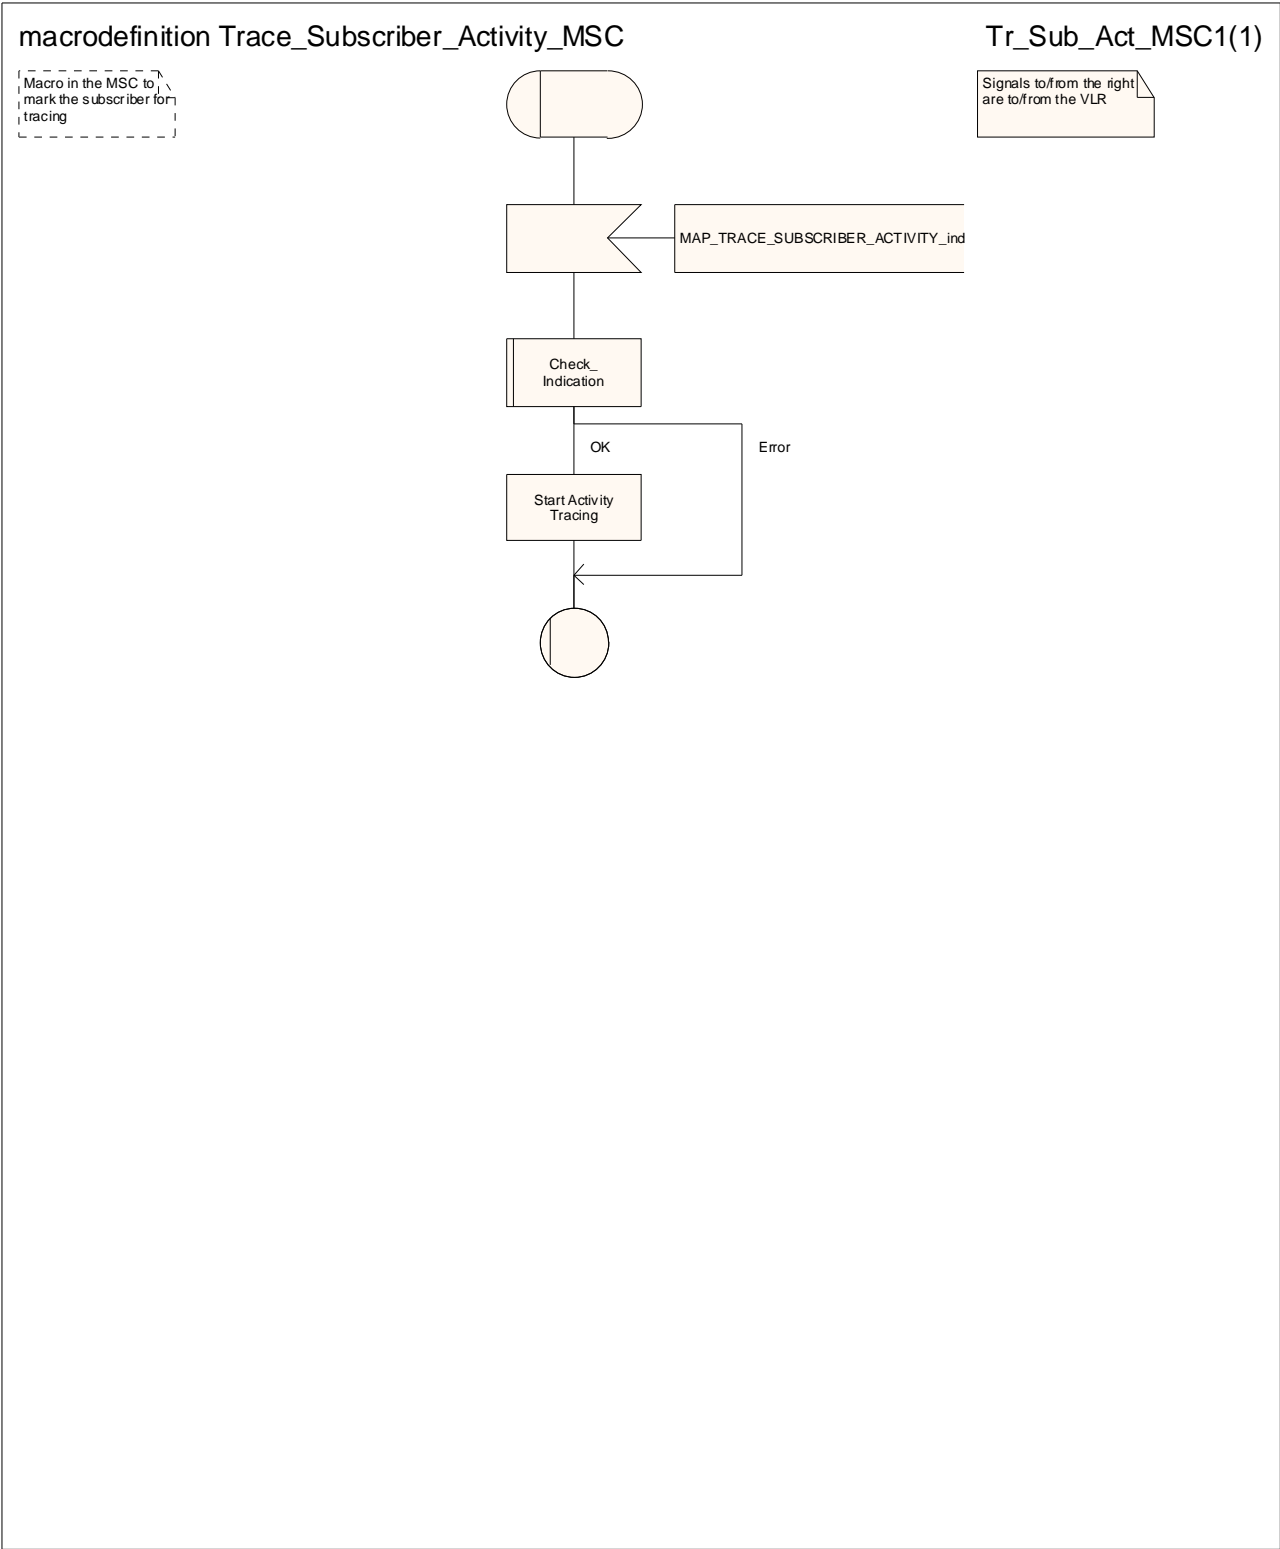 macrodefinition Trace_Subscriber_Activity_MSC
Tr_Sub_Act_MSC1(1)
Macro in the MSC to
mark the subscriber for
tracing
Signals to/from the right
are to/from the VLR
MAP_TRACE_SUBSCRIBER_ACTIVITY_ind
Check_
Indication
OK
Error
Start Activity
Tracing